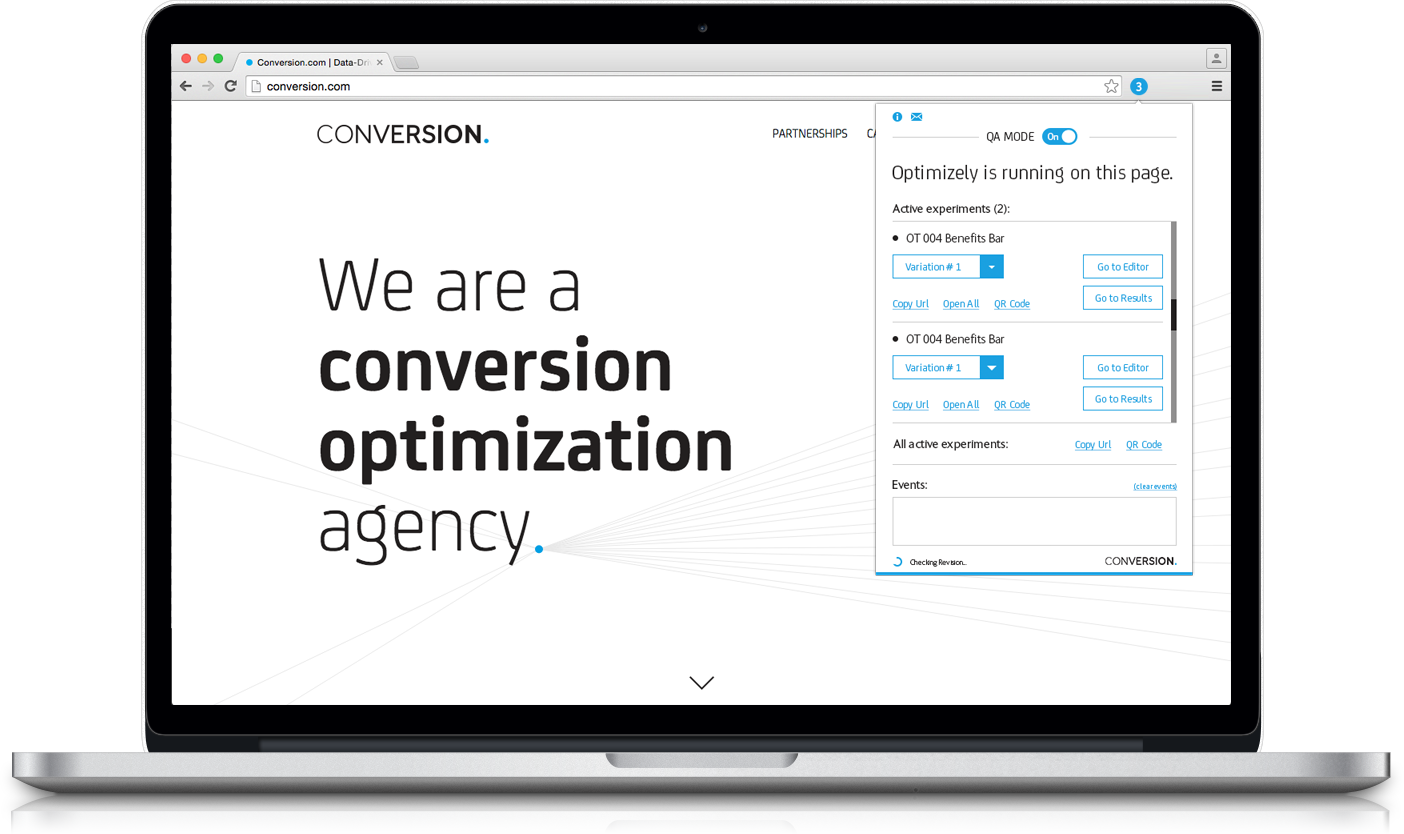 Conversion.com | Data-Dri
conversion.com
3
CONVERSION.
PARTNERSHIPS
QA MODE On
Optimizely is running on this page.
Active experiments (2):
OT 004 Benefits Bar
Variation # 1
Go to Editor
Go to Results
Copy Url Open All QR Code
OT 004 Benefits Bar
Variation # 1
Go to Editor
Go to Results
Copy Url Open All QR Code
All active experiments: Copy Url QR Code
Events: (clear events)
Checking Revision...
CONVERSION.
We are a
conversion
optimization
agency.